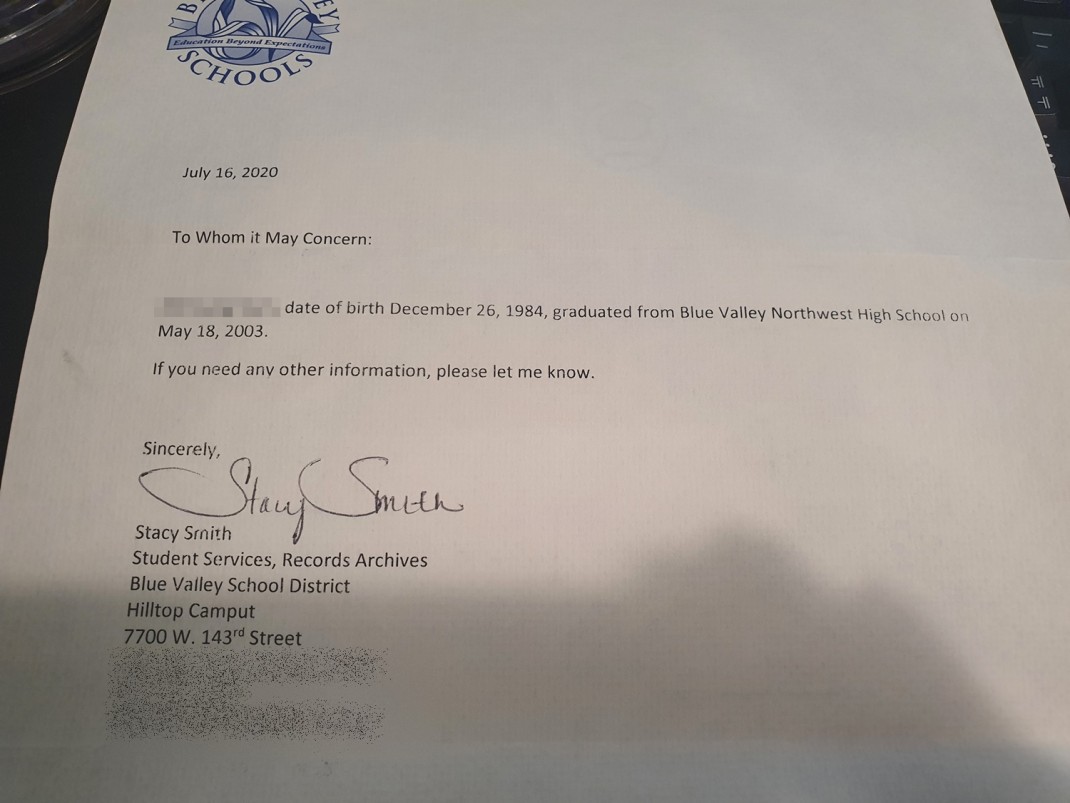 Education Beyond Expectations
SCHOOLS
July 16, 2020
To Whom it May Concern:
date of birth December 26, 1984, graduated from Blue Valley Northwest High School on
May 18, 2003.
If you need any other information, please let me know.
Sincerely,
Stacy Smith
Stacy Smith
Student Services, Records Archives
Blue Valley School District
Hilltop Camput
7700 W. 143rd Street